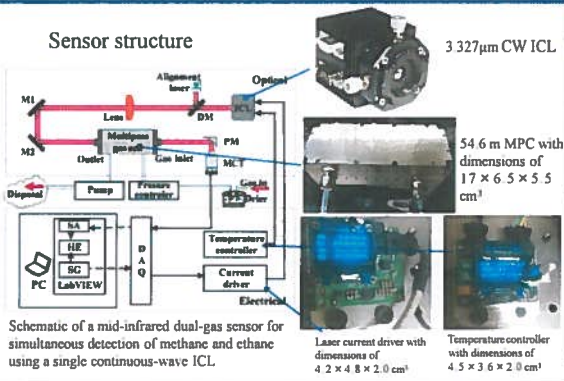 Sensor structure
3 327μm CW ICL
Alignment
laser
Optical
M1
Lens
DM
ICL
Multipass
gas cell
PM
M2
Outlet
Gas inlet
MCT
54.6 m MPC with
dimensions of
17 × 6 5 × 5 5
cm³
Disposal
Pump
Pressure
controler
Gas in
Drier
SA
HE
SG
PC
LabVIEW
D
A
Q
Temperature
controller
Current
driver
Electrical
Schematic of a mid-infrared dual-gas sensor for
simultaneous detection of methane and ethane
using a single continuous-wave ICL
Laser current driver with
dimensions of
4 2 × 4 8 × 2.0 cm³
Temperature controller
with dimensions of
4 5 × 3 6 × 2 0 cm³